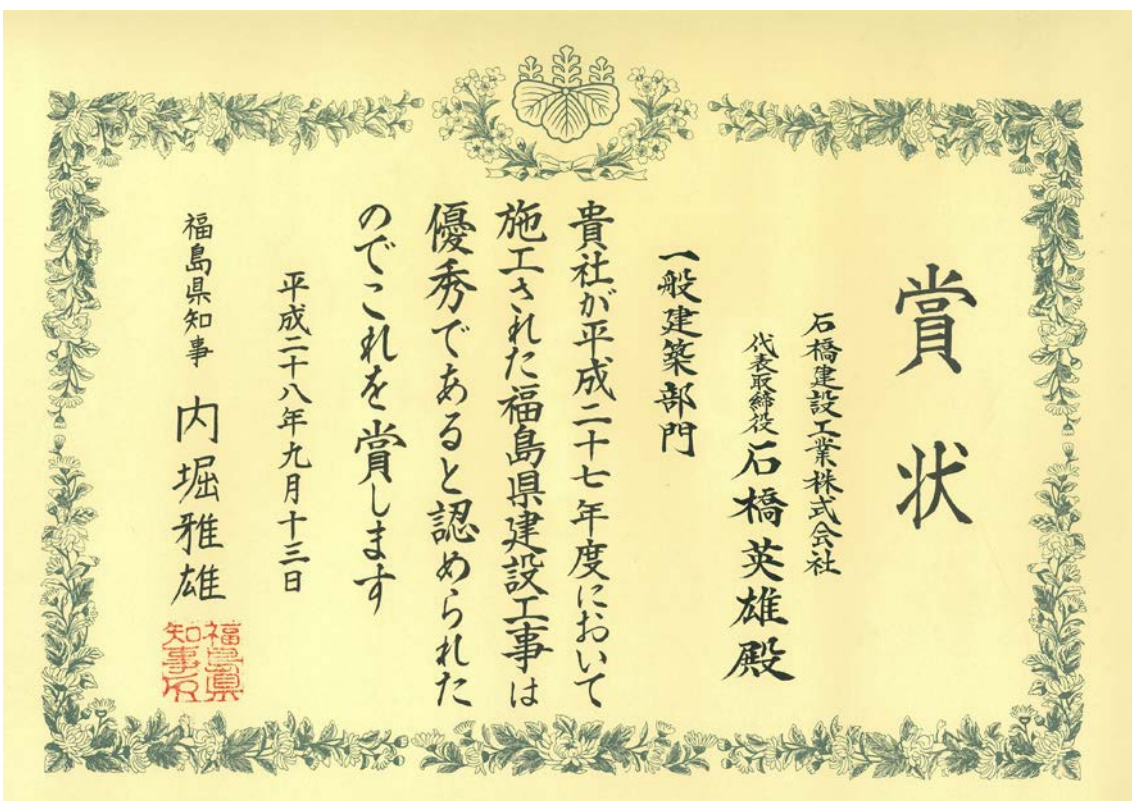 賞状
石橋建設工業株式会社
代表取締役 石橋英雄殿
一般建築部門
貴社が平成二十七年度において
施工された福島県建設工事は
優秀であると認められた
のでこれを賞します
平成二十八年九月十三日
福島県知事 内堀雅雄
福島県
知事印